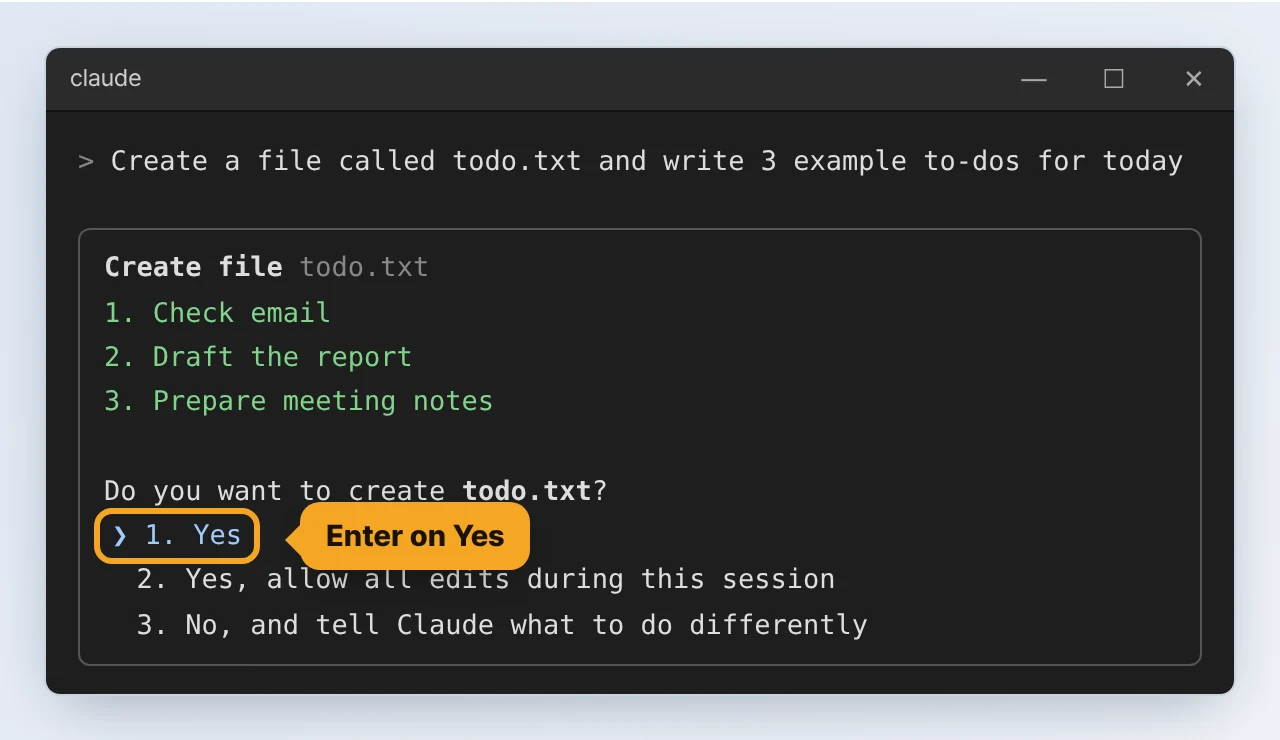 claude
> Create a file called todo.txt and write 3 example to-dos for today
Create file todo.txt
1. Check email
2. Draft the report
3. Prepare meeting notes
Do you want to create todo.txt?
❯ 1. Yes
Enter on Yes
2. Yes, allow all edits during this session
3. No, and tell Claude what to do differently